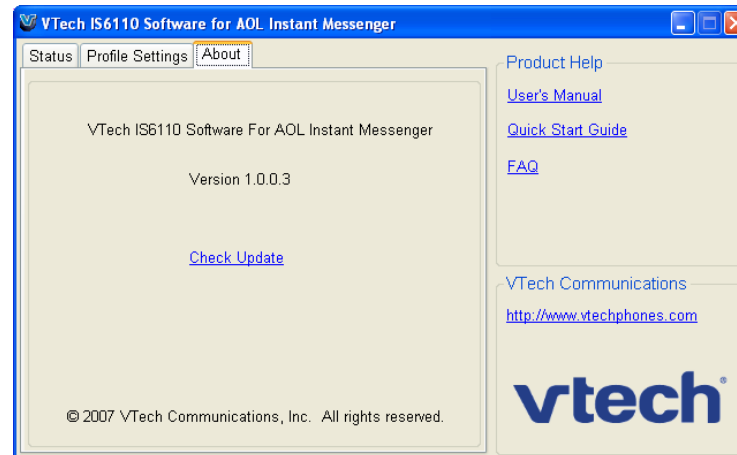 VTech IS6110 Software for AOL Instant Messenger
Status Profile Settings About
VTech IS6110 Software For AOL Instant Messenger
Version 1.0.0.3
Check Update
© 2007 VTech Communications, Inc. All rights reserved.
Product Help
User's Manual
Quick Start Guide
FAQ
VTech Communications
http://www.vtechphones.com
vtech®